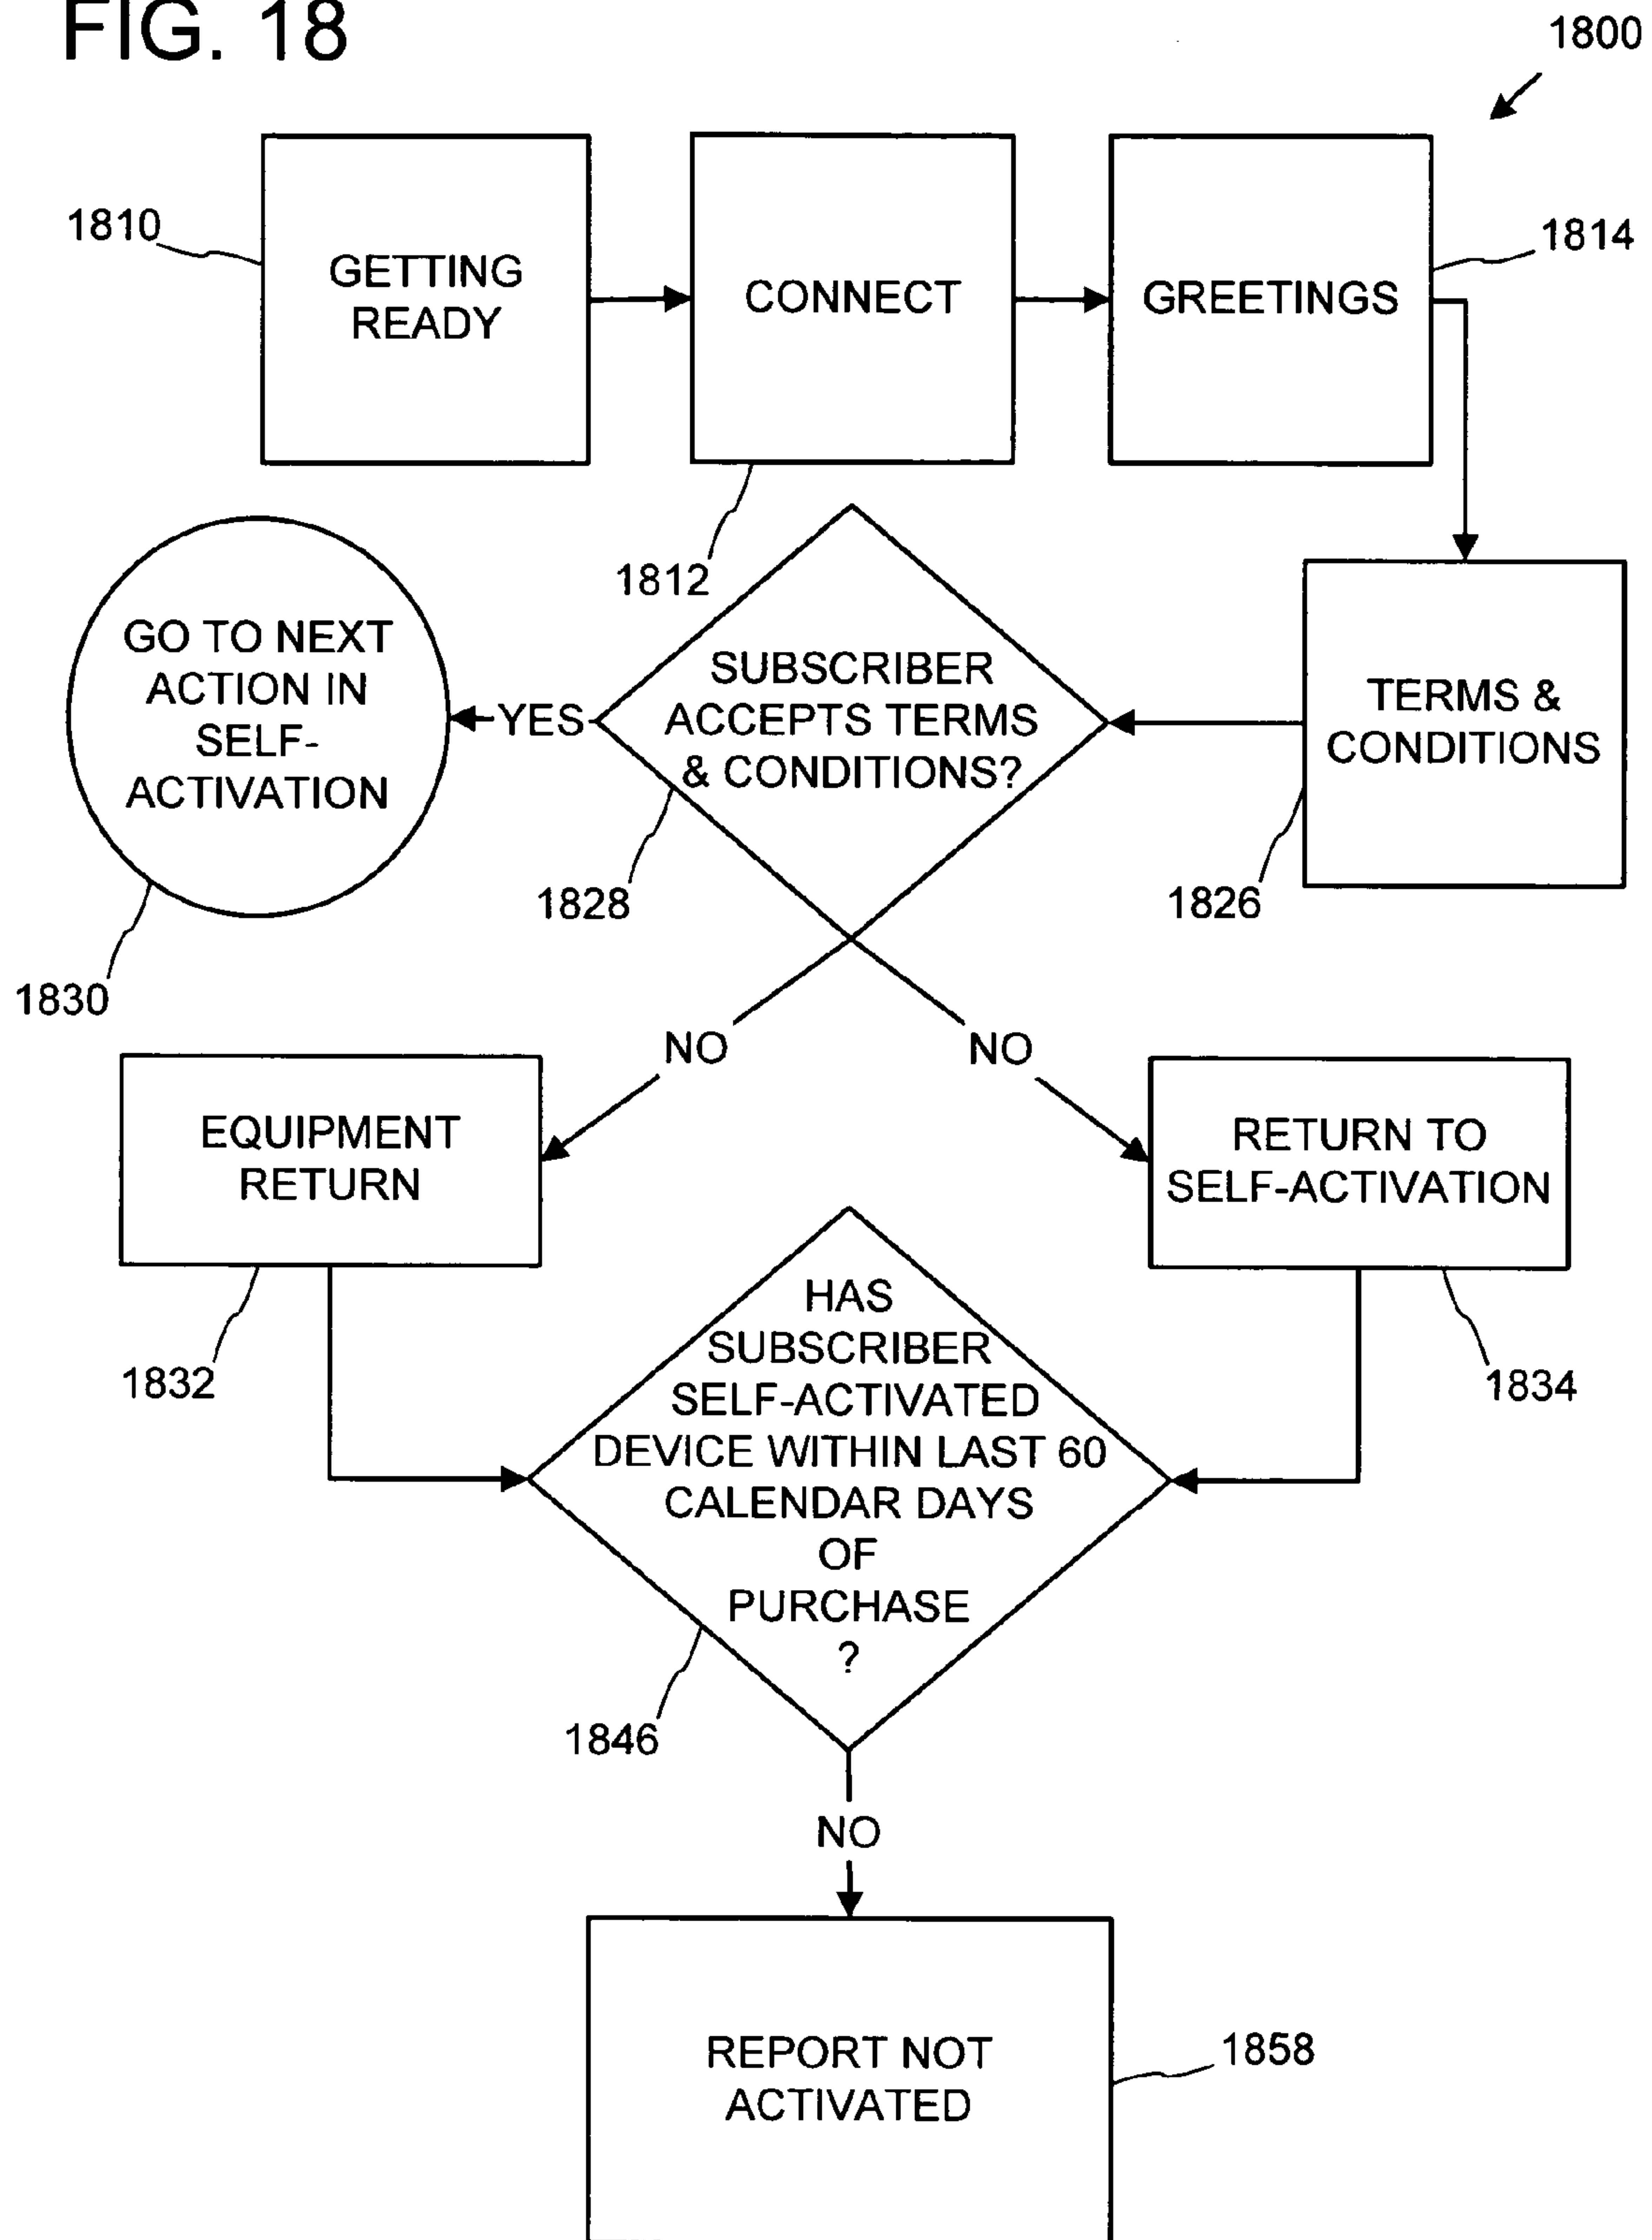 FIG. 18
1800
1810
GETTING
READY
CONNECT
GREETINGS
1814
1812
GO TO NEXT
ACTION IN
SELF-
ACTIVATION
YES
SUBSCRIBER
ACCEPTS TERMS
& CONDITIONS?
TERMS &
CONDITIONS
1828
1826
1830
NO
NO
EQUIPMENT
RETURN
RETURN TO
SELF-ACTIVATION
1832
1834
HAS
SUBSCRIBER
SELF-ACTIVATED
DEVICE WITHIN LAST 60
CALENDAR DAYS
OF
PURCHASE
?
1846
NO
REPORT NOT
ACTIVATED
1858